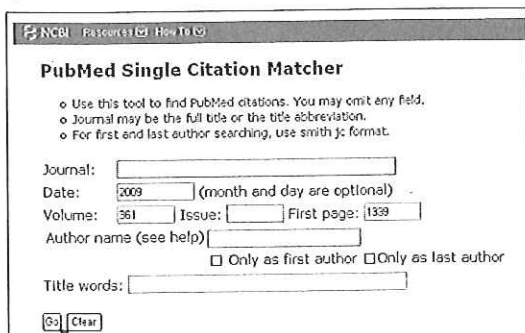 NCBI Resources How To
PubMed Single Citation Matcher
o Use this tool to find PubMed citations. You may omit any field.
o Journal may be the full title or the title abbreviation.
o For first and last author searching, use smith jc format.
Journal:
Date: 2009 (month and day are optional)
Volume: 361 Issue: First page: 1339
Author name (see help)
Only as first author Only as last author
Title words:
Go Clear